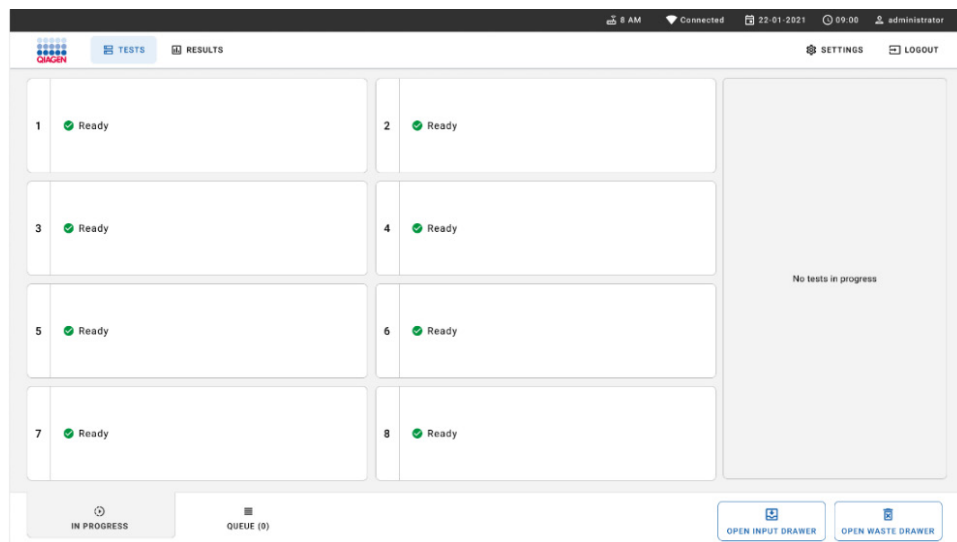 8 AM Connected 22-01-2021 09:00 administrator
QIAGEN TESTS RESULTS SETTINGS LOGOUT
1 Ready
2 Ready
3 Ready
4 Ready
No tests in progress
5 Ready
6 Ready
7 Ready
8 Ready
IN PROGRESS
QUEUE (0)
OPEN INPUT DRAWER
OPEN WASTE DRAWER